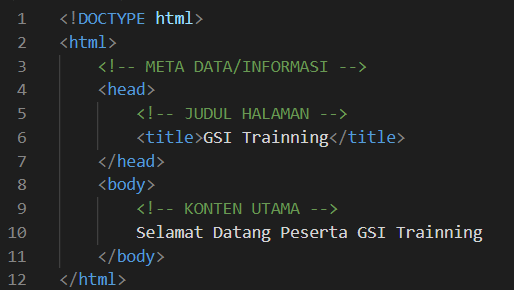 1 <!DOCTYPE html>
2 <html>
3 <!-- META DATA/INFORMASI -->
4 <head>
5 <!-- JUDUL HALAMAN -->
6 <title>GSI Trainning</title>
7 </head>
8 <body>
9 <!-- KONTEN UTAMA -->
10 Selamat Datang Peserta GSI Trainning
11 </body>
12 </html>